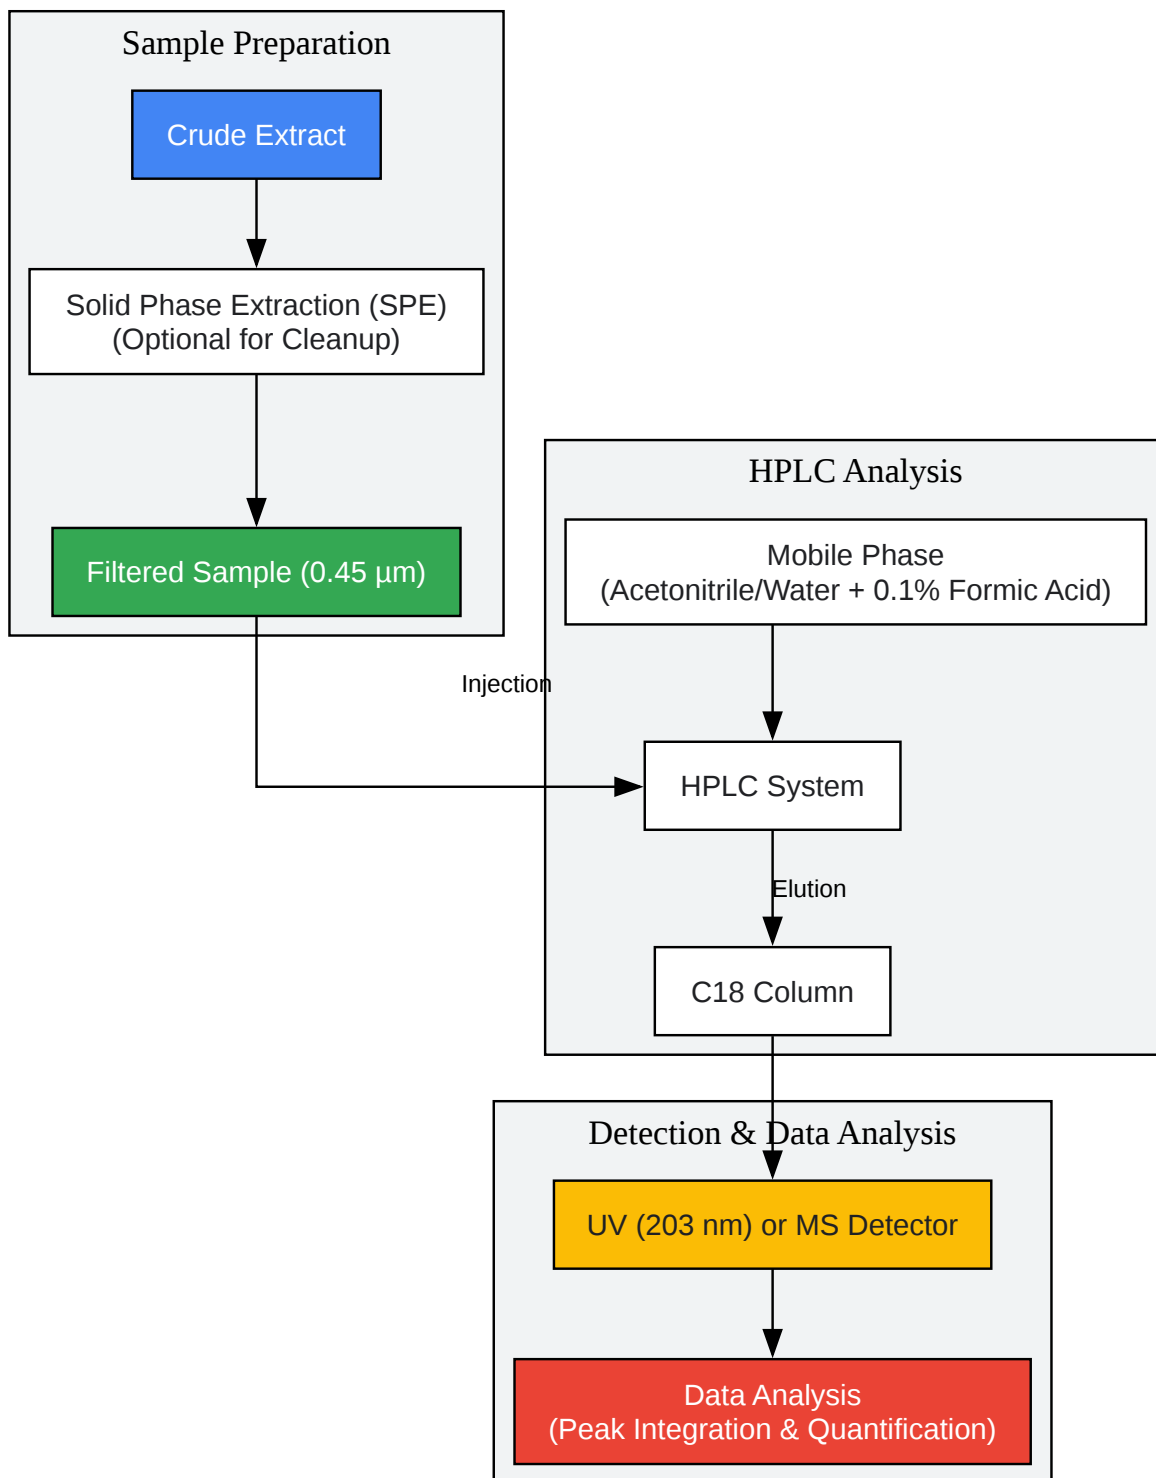 Sample Preparation
Crude Extract
Solid Phase Extraction (SPE)
(Optional for Cleanup)
Filtered Sample (0.45 µm)
Injection
HPLC Analysis
Mobile Phase
(Acetonitrile/Water + 0.1% Formic Acid)
HPLC System
Elution
C18 Column
Detection & Data Analysis
UV (203 nm) or MS Detector
Data Analysis
(Peak Integration & Quantification)